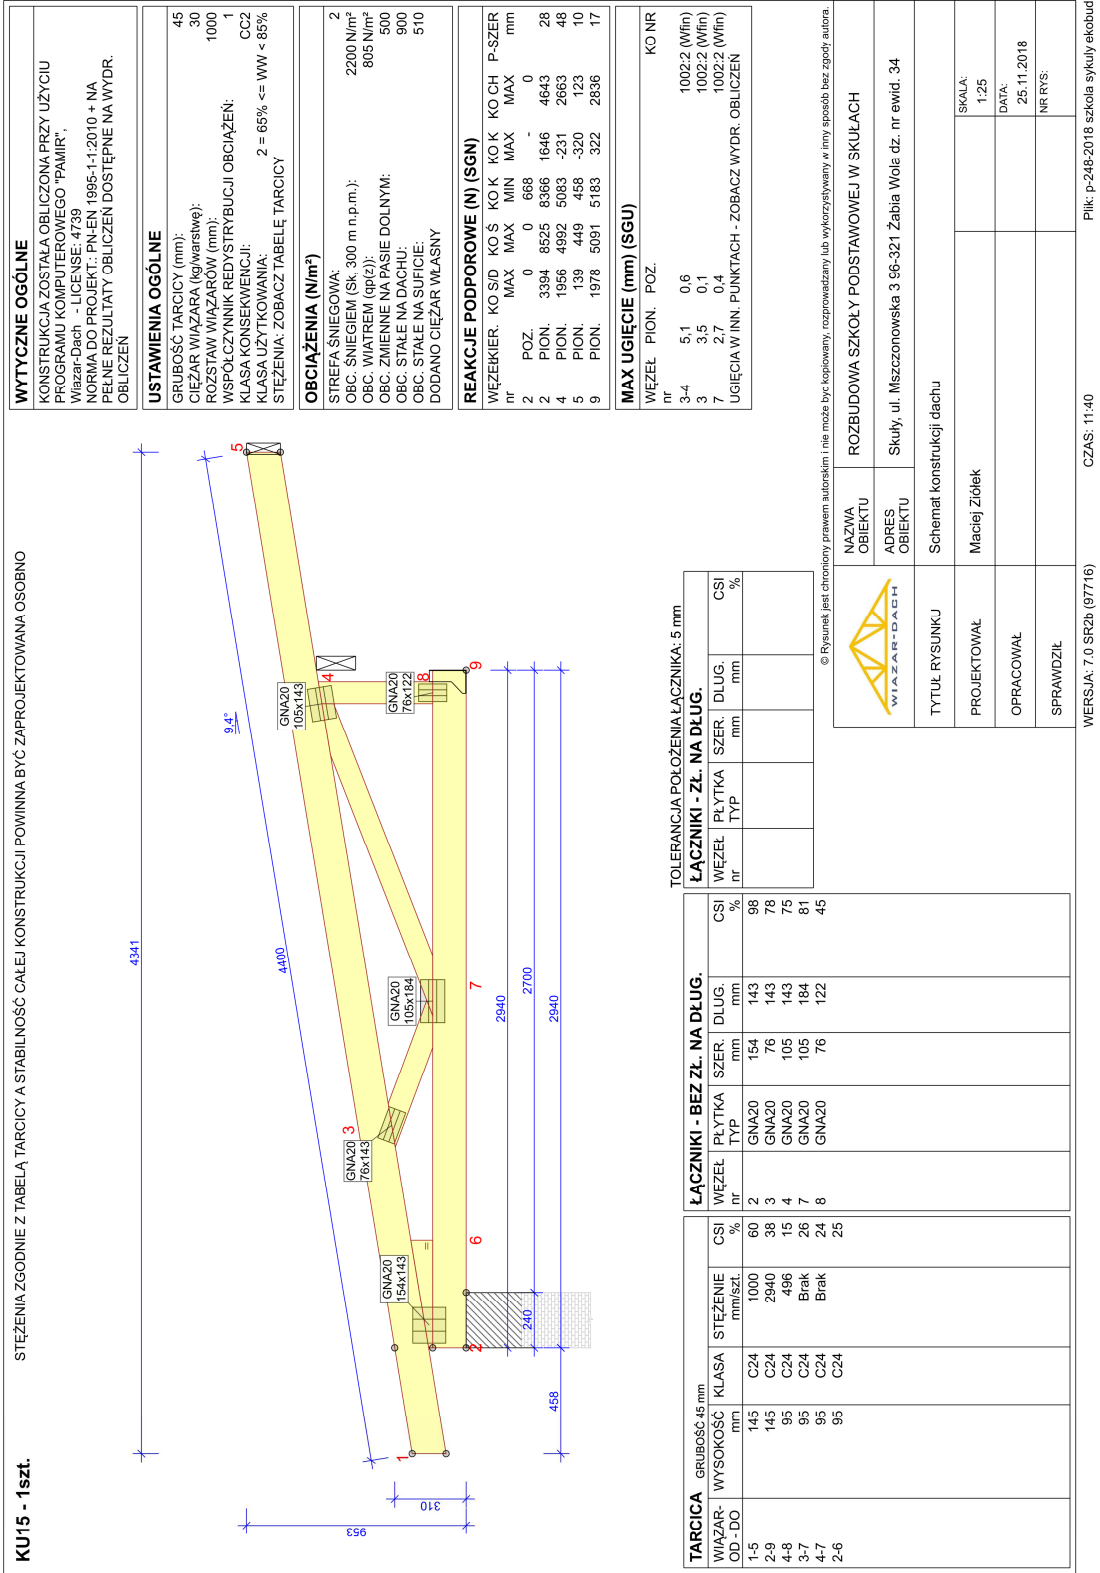 KU15 - 1szt.
STĘŻENIA ZGODNIE Z TABELĄ TARCICY A STABILNOŚĆ CAŁEJ KONSTRUKCJI POWINNA BYĆ ZAPROJEKTOWANA OSOBNO
4341
4400
9,4°
953
310
458
240
2940
2700
2940
1
2
3
4
5
6
7
8
9
GNA20
154x143
GNA20
76x143
GNA20
105x184
GNA20
105x143
GNA20
76x122
WYTYCZNE OGÓLNE
KONSTRUKCJA ZOSTAŁA OBLICZONA PRZY UŻYCIU
PROGRAMU KOMPUTEROWEGO "PAMIR",
Wiazar-Dach - LICENSE: 4739
NORMA DO PROJEKT.: PN-EN 1995-1-1:2010 + NA
PEŁNE REZULTATY OBLICZEŃ DOSTĘPNE NA WYDR.
OBLICZEŃ
USTAWIENIA OGÓLNE
GRUBOŚĆ TARCICY (mm): 45
CIĘŻAR WIĄZARA (kg/warstwę): 30
ROZSTAW WIĄZARÓW (mm): 1000
WSPÓŁCZYNNIK REDYSTRYBUCJI OBCIĄŻEŃ: 1
KLASA KONSEKWENCJI: CC2
KLASA UŻYTKOWANIA: 2 = 65% <= WW < 85%
STĘŻENIA: ZOBACZ TABELĘ TARCICY
OBCIĄŻENIA (N/m²)
STREFA ŚNIEGOWA: 2
OBC. ŚNIEGIEM (Sk, 300 m n.p.m.): 2200 N/m²
OBC. WIATREM (qp(z)): 805 N/m²
OBC. ZMIENNE NA PASIE DOLNYM: 500
OBC. STAŁE NA DACHU: 900
OBC. STAŁE NA SUFICIE: 510
DODANO CIĘŻAR WŁASNY
REAKCJE PODPOROWE (N) (SGN)
WĘZEŁ KIER. KO S/D KO Ś KO K KO K KO CH P-SZER
nr MAX MAX MIN MAX MAX mm
2 POZ. 0 0 668 - 0
2 PION. 3394 8525 8366 1646 4643 28
4 PION. 1956 4992 5083 -231 2663 48
5 PION. 139 449 458 -320 123 10
9 PION. 1978 5091 5183 322 2836 17
MAX UGIĘCIE (mm) (SGU)
WĘZEŁ PION. POZ. KO NR
nr
3-4 5,1 0,6 1002:2 (Wfin)
3 3,5 0,1 1002:2 (Wfin)
7 2,7 0,4 1002:2 (Wfin)
UGIĘCIA W INN. PUNKTACH - ZOBACZ WYDR. OBLICZEŃ
TARCICA GRUBOŚĆ 45 mm
WIĄZAR- WYSOKOŚĆ KLASA STĘŻENIE CSI
OD - DO mm mm/szt. %
1-5 145 C24 1000 60
2-9 145 C24 2940 38
4-8 95 C24 496 15
3-7 95 C24 Brak 26
4-7 95 C24 Brak 24
2-6 95 C24 25
ŁĄCZNIKI - BEZ ZŁ. NA DŁUG.
WĘZEŁ PŁYTKA SZER. DLUG. CSI
nr TYP mm mm %
2 GNA20 154 143 98
3 GNA20 76 143 78
4 GNA20 105 143 75
7 GNA20 105 184 81
8 GNA20 76 122 45
TOLERANCJA POŁOŻENIA ŁĄCZNIKA: 5 mm
ŁĄCZNIKI - ZŁ. NA DŁUG.
WĘZEŁ PŁYTKA SZER. DLUG. CSI
nr TYP mm mm %
© Rysunek jest chroniony prawem autorskim i nie może być kopiowany, rozprowadzany lub wykorzystywany w inny sposób bez zgody autora.
WIAZAR-DACH
NAZWA OBIEKTU
ROZBUDOWA SZKOŁY PODSTAWOWEJ W SKUŁACH
ADRES OBIEKTU
Skuły, ul. Mszczonowska 3 96-321 Żabia Wola dz. nr ewid. 34
TYTUŁ RYSUNKU
Schemat konstrukcji dachu
PROJEKTOWAŁ
Maciej Ziółek
SKALA:
1:25
OPRACOWAŁ
DATA:
25.11.2018
SPRAWDZIŁ
NR RYS:
WERSJA: 7.0 SR2b (97716)
CZAS: 11:40
Plik: p-248-2018 szkola sykuly ekobud